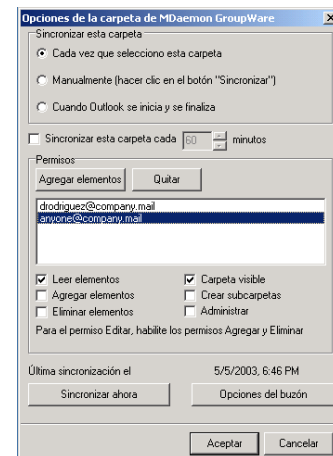 Opciones de la carpeta de MDaemon GroupWare
Sincronizar esta carpeta
Cada vez que selecciono esta carpeta
Manualmente (hacer clic en el botón "Sincronizar")
Cuando Outlook se inicia y se finaliza
Sincronizar esta carpeta cada 60 minutos
Permisos
Agregar elementos Quitar
drodriguez@company.mail
anyone@company.mail
Leer elementos Carpeta visible
Agregar elementos Crear subcarpetas
Eliminar elementos Administrar
Para el permiso Editar, habilite los permisos Agregar y Eliminar
Última sincronización el 5/5/2003, 6:46 PM
Sincronizar ahora Opciones del buzón
Aceptar Cancelar